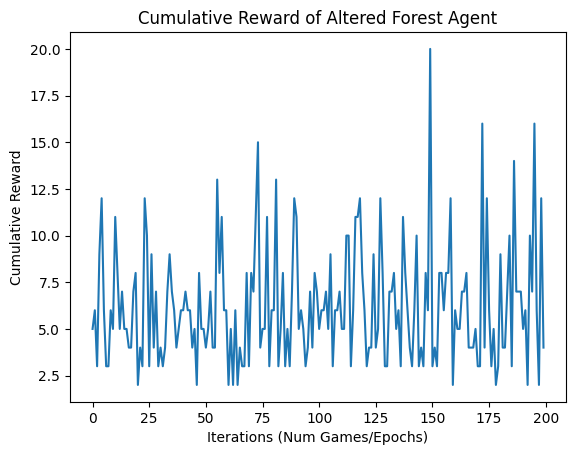 Cumulative Reward of Altered Forest Agent
20.0
17.5
15.0
12.5
10.0
7.5
5.0
2.5
Cumulative Reward
0 25 50 75 100 125 150 175 200
Iterations (Num Games/Epochs)